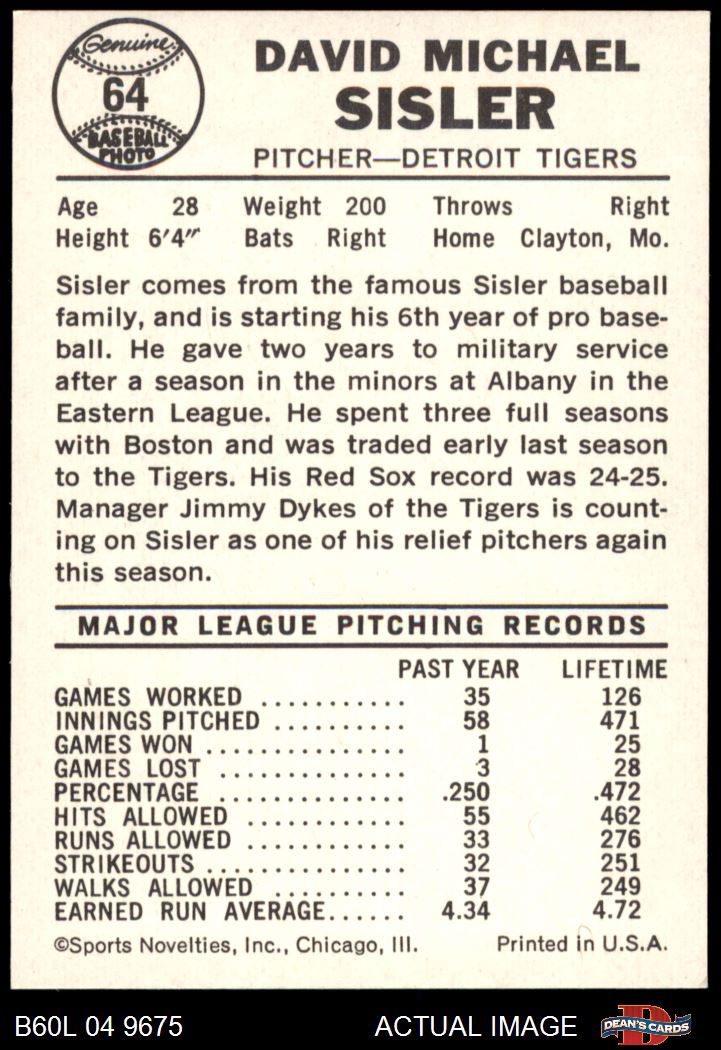 Genuine
64
BASEBALL
PHOTO
DAVID MICHAEL
SISLER
PITCHER—DETROIT TIGERS
Age 28 Weight 200 Throws Right
Height 6'4" Bats Right Home Clayton, Mo.
Sisler comes from the famous Sisler baseball
family, and is starting his 6th year of pro base-
ball. He gave two years to military service
after a season in the minors at Albany in the
Eastern League. He spent three full seasons
with Boston and was traded early last season
to the Tigers. His Red Sox record was 24-25.
Manager Jimmy Dykes of the Tigers is count-
ing on Sisler as one of his relief pitchers again
this season.
MAJOR LEAGUE PITCHING RECORDS
PAST YEAR LIFETIME
GAMES WORKED ........... 35 126
INNINGS PITCHED .......... 58 471
GAMES WON ............... 1 25
GAMES LOST .............. 3 28
PERCENTAGE .............. .250 .472
HITS ALLOWED ............ 55 462
RUNS ALLOWED ............ 33 276
STRIKEOUTS ............... 32 251
WALKS ALLOWED .......... 37 249
EARNED RUN AVERAGE...... 4.34 4.72
©Sports Novelties, Inc., Chicago, Ill. Printed in U.S.A.
B60L 04 9675 ACTUAL IMAGE DEAN'S CARDS